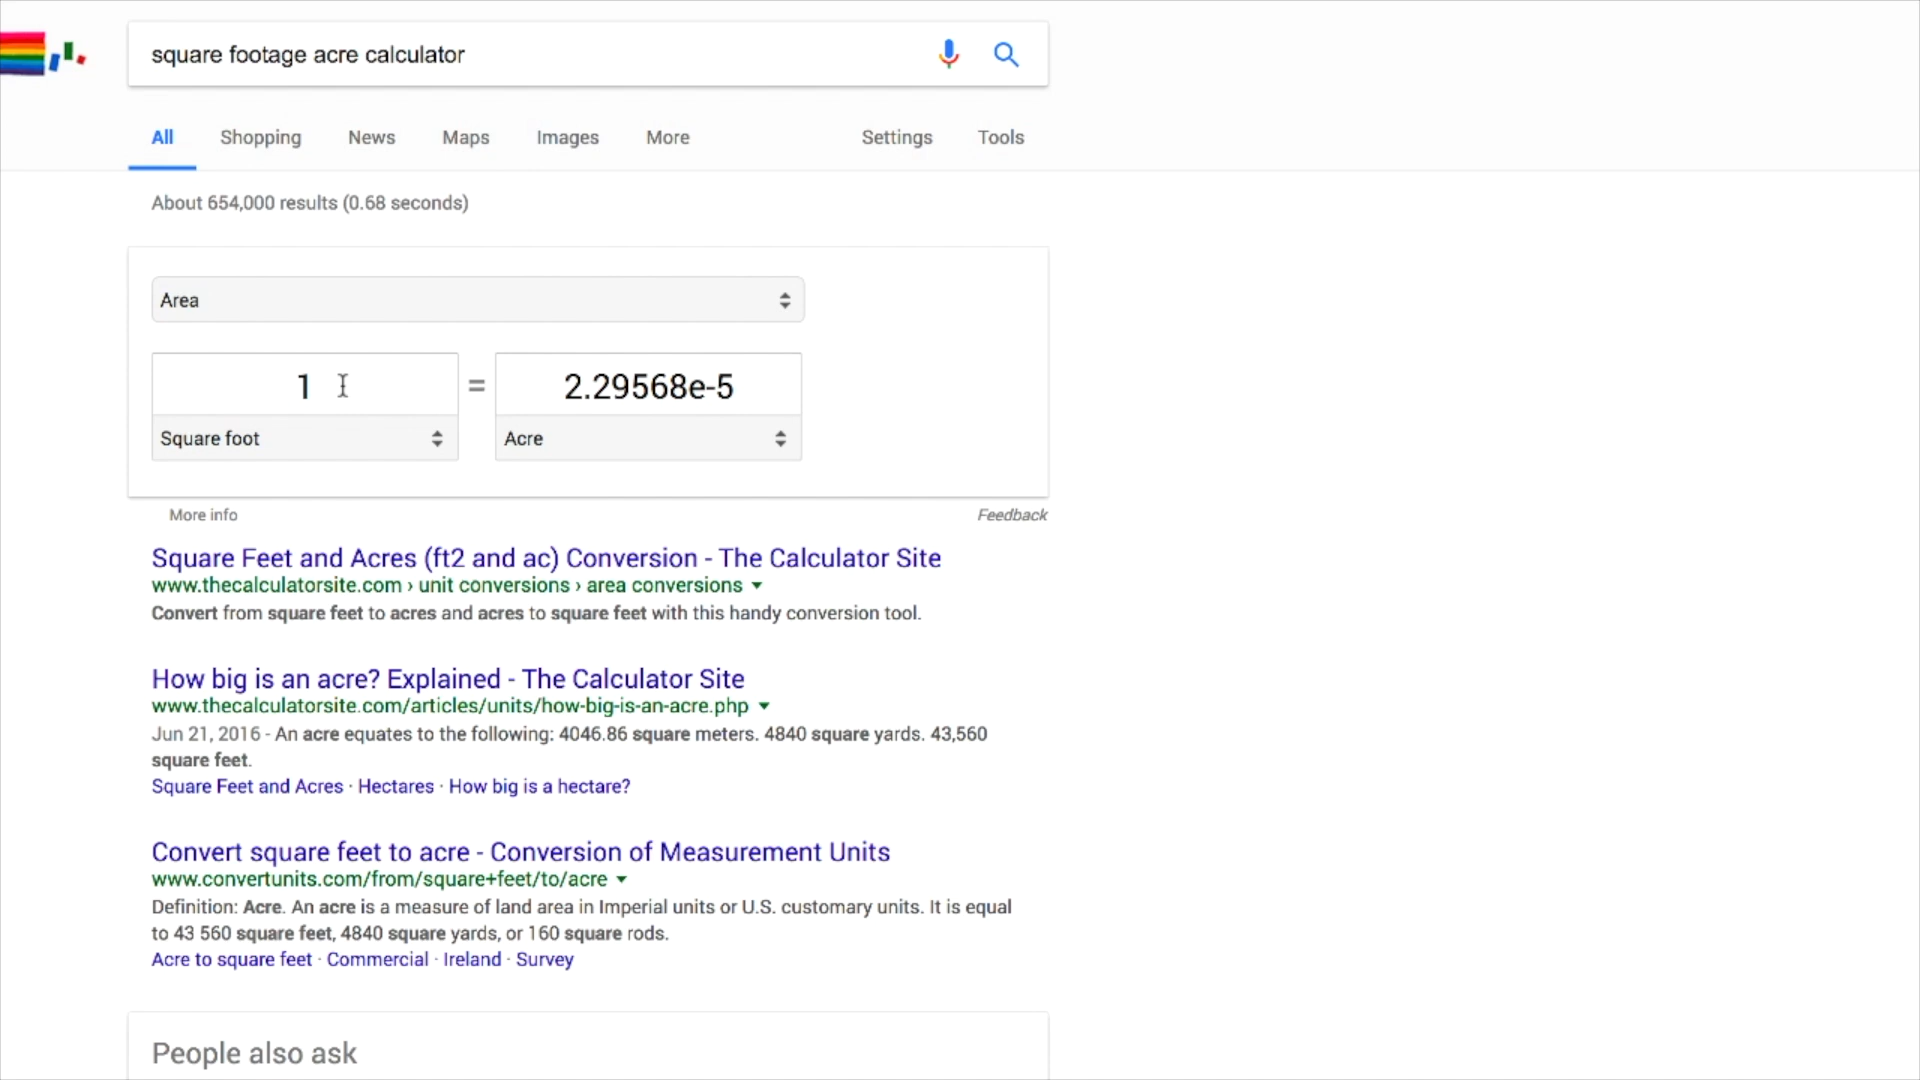 square footage acre calculator
All Shopping News Maps Images More Settings Tools
About 654,000 results (0.68 seconds)
Area
1 = 2.29568e-5
Square foot Acre
More info Feedback
Square Feet and Acres (ft2 and ac) Conversion - The Calculator Site
www.thecalculatorsite.com › unit conversions › area conversions
Convert from square feet to acres and acres to square feet with this handy conversion tool.
How big is an acre? Explained - The Calculator Site
www.thecalculatorsite.com/articles/units/how-big-is-an-acre.php
Jun 21, 2016 - An acre equates to the following: 4046.86 square meters. 4840 square yards. 43,560
square feet.
Square Feet and Acres · Hectares · How big is a hectare?
Convert square feet to acre - Conversion of Measurement Units
www.convertunits.com/from/square+feet/to/acre
Definition: Acre. An acre is a measure of land area in Imperial units or U.S. customary units. It is equal
to 43 560 square feet, 4840 square yards, or 160 square rods.
Acre to square feet · Commercial · Ireland · Survey
People also ask